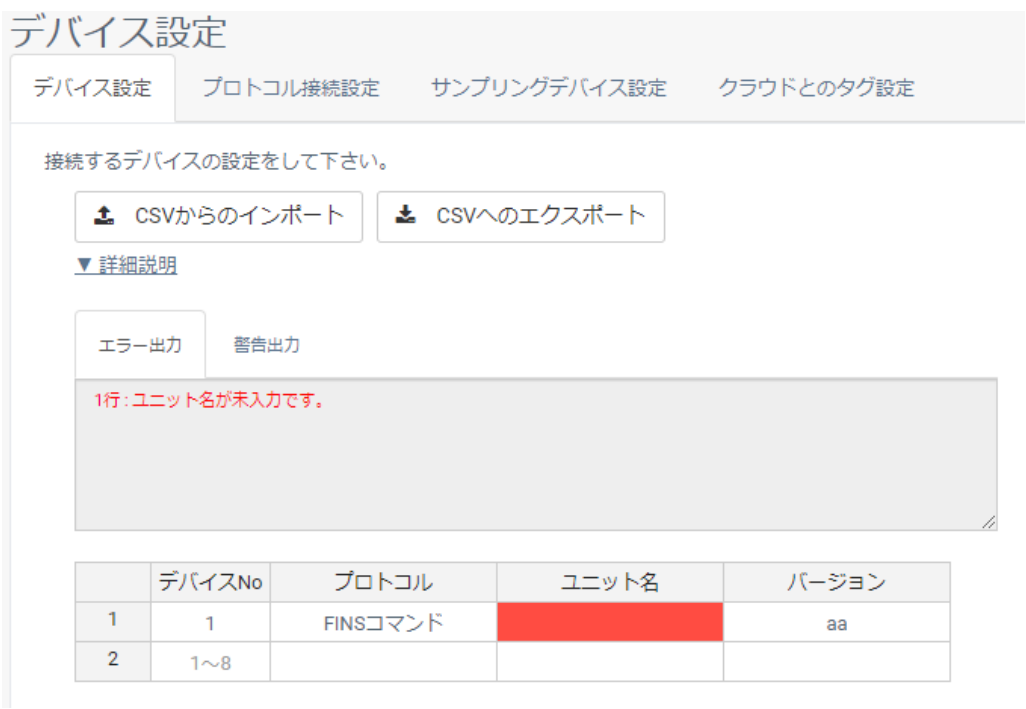 デバイス設定
デバイス設定 プロトコル接続設定 サンプリングデバイス設定 クラウドとのタグ設定
接続するデバイスの設定をして下さい。
CSVからのインポート CSVへのエクスポート
▼ 詳細説明
エラー出力 警告出力
1行 : ユニット名が未入力です。
デバイスNo プロトコル ユニット名 バージョン
1 1 FINSコマンド aa
2 1～8